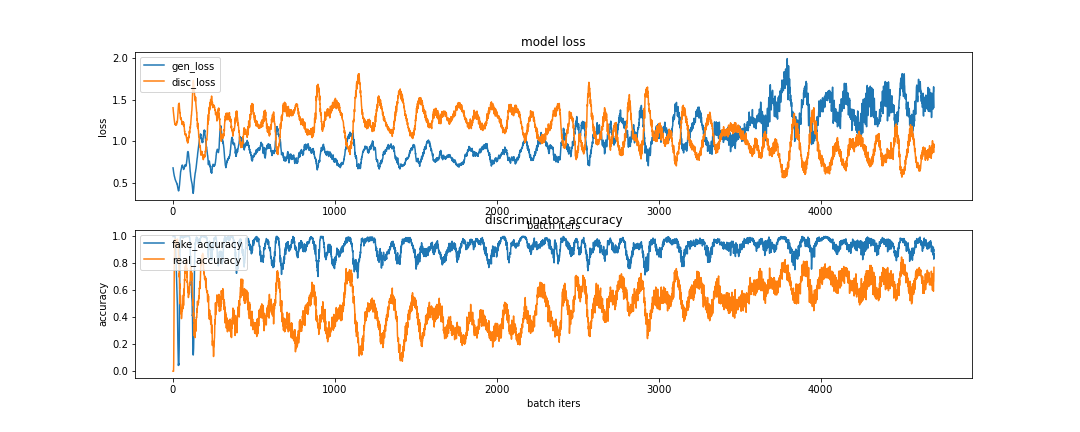 model loss
2.0
1.5
1.0
0.5
loss
gen_loss
disc_loss
0 1000 2000 3000 4000
batch iters
discriminator accuracy
1.0
0.8
0.6
0.4
0.2
0.0
accuracy
fake_accuracy
real_accuracy
0 1000 2000 3000 4000
batch iters